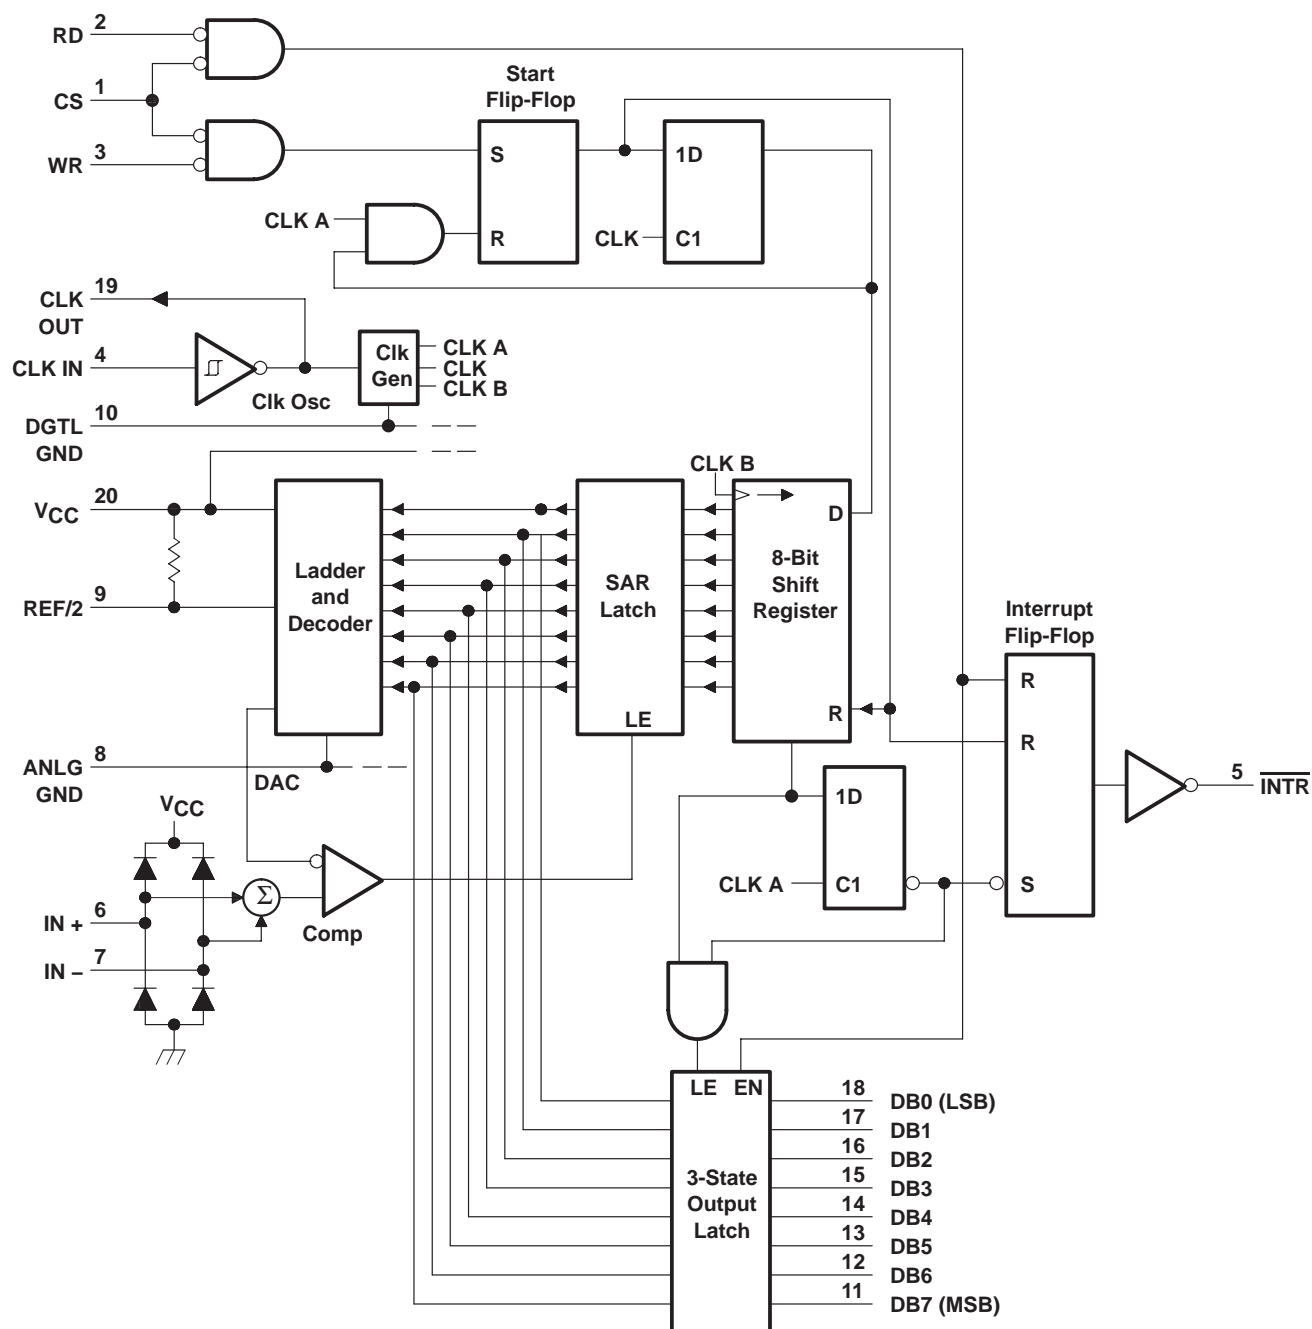 RD 2
CS 1
WR 3
Start
Flip-Flop
S
R
1D
C1
CLK A
CLK
CLK 19
OUT
CLK IN 4
Clk Osc
Clk
Gen
CLK A
CLK
CLK B
DGTL 10
GND
VCC 20
REF/2 9
Ladder
and
Decoder
SAR
Latch
LE
CLK B
D
8-Bit
Shift
Register
R
Interrupt
Flip-Flop
R
R
S
5 INTR
ANLG 8
GND
DAC
VCC
1D
C1
CLK A
Σ
Comp
IN + 6
IN – 7
LE EN
3-State
Output
Latch
18 DB0 (LSB)
17 DB1
16 DB2
15 DB3
14 DB4
13 DB5
12 DB6
11 DB7 (MSB)